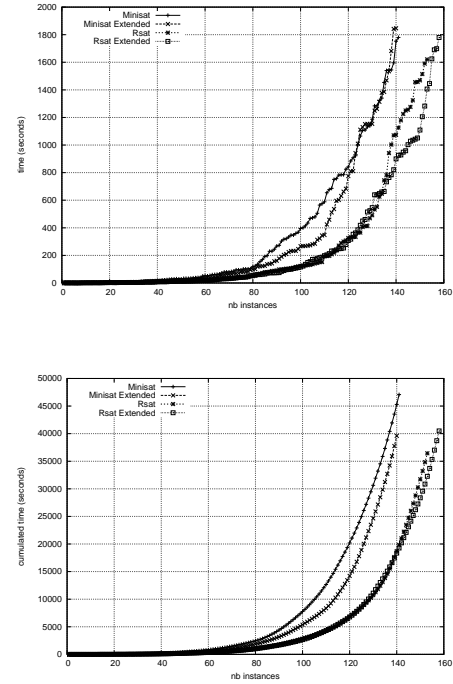 2000
1800
1600
1400
1200
1000
800
600
400
200
0
time (seconds)
Minisat
Minisat Extended
Rsat
Rsat Extended
0 20 40 60 80 100 120 140 160
nb instances
50000
45000
40000
35000
30000
25000
20000
15000
10000
5000
0
cumulated time (seconds)
Minisat
Minisat Extended
Rsat
Rsat Extended
0 20 40 60 80 100 120 140 160
nb instances